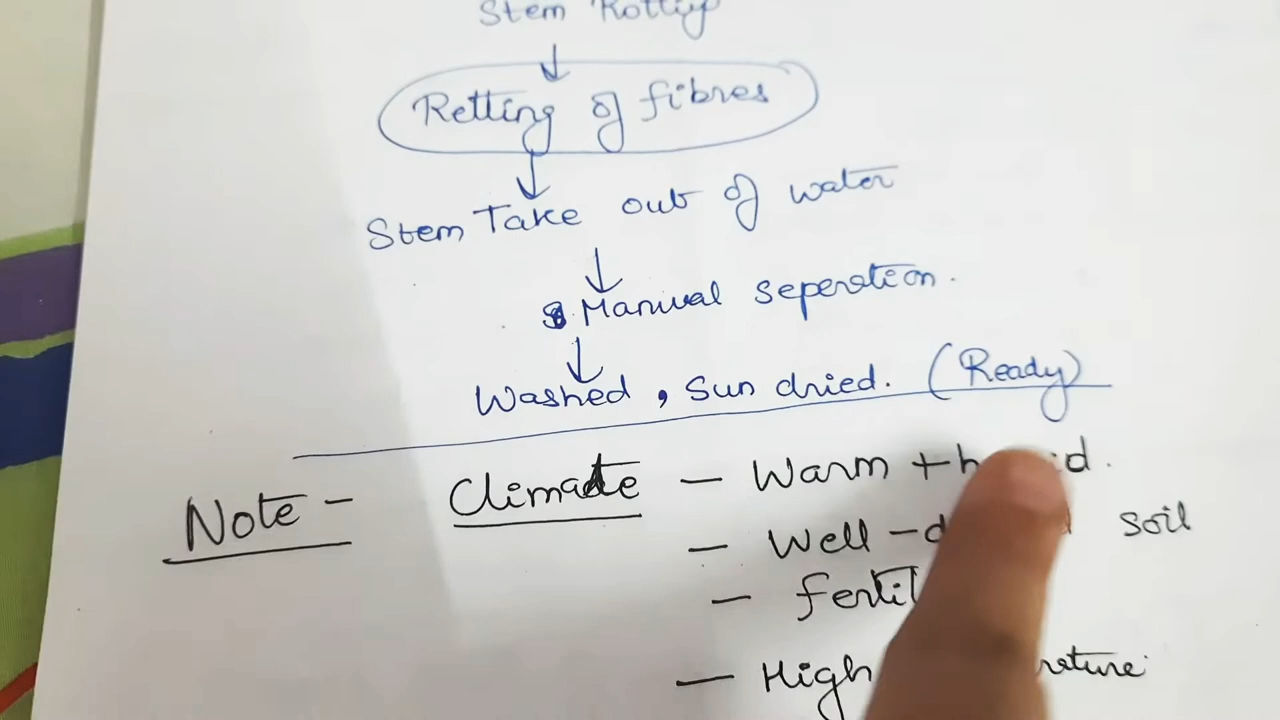 Stem
Retting of fibres
Stem Take out of water
Manual seperation.
Washed, Sun dried. (Ready)
Note - Climate - Warm +
- Well - soil
-
- High